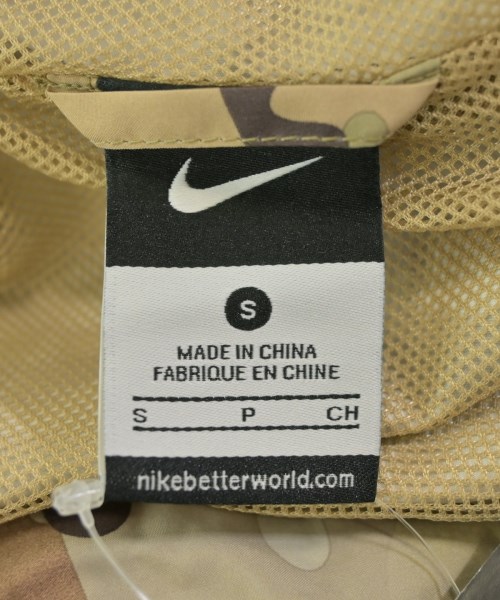 S
MADE IN CHINA
FABRIQUE EN CHINE
S P CH
nikebetterworld.com